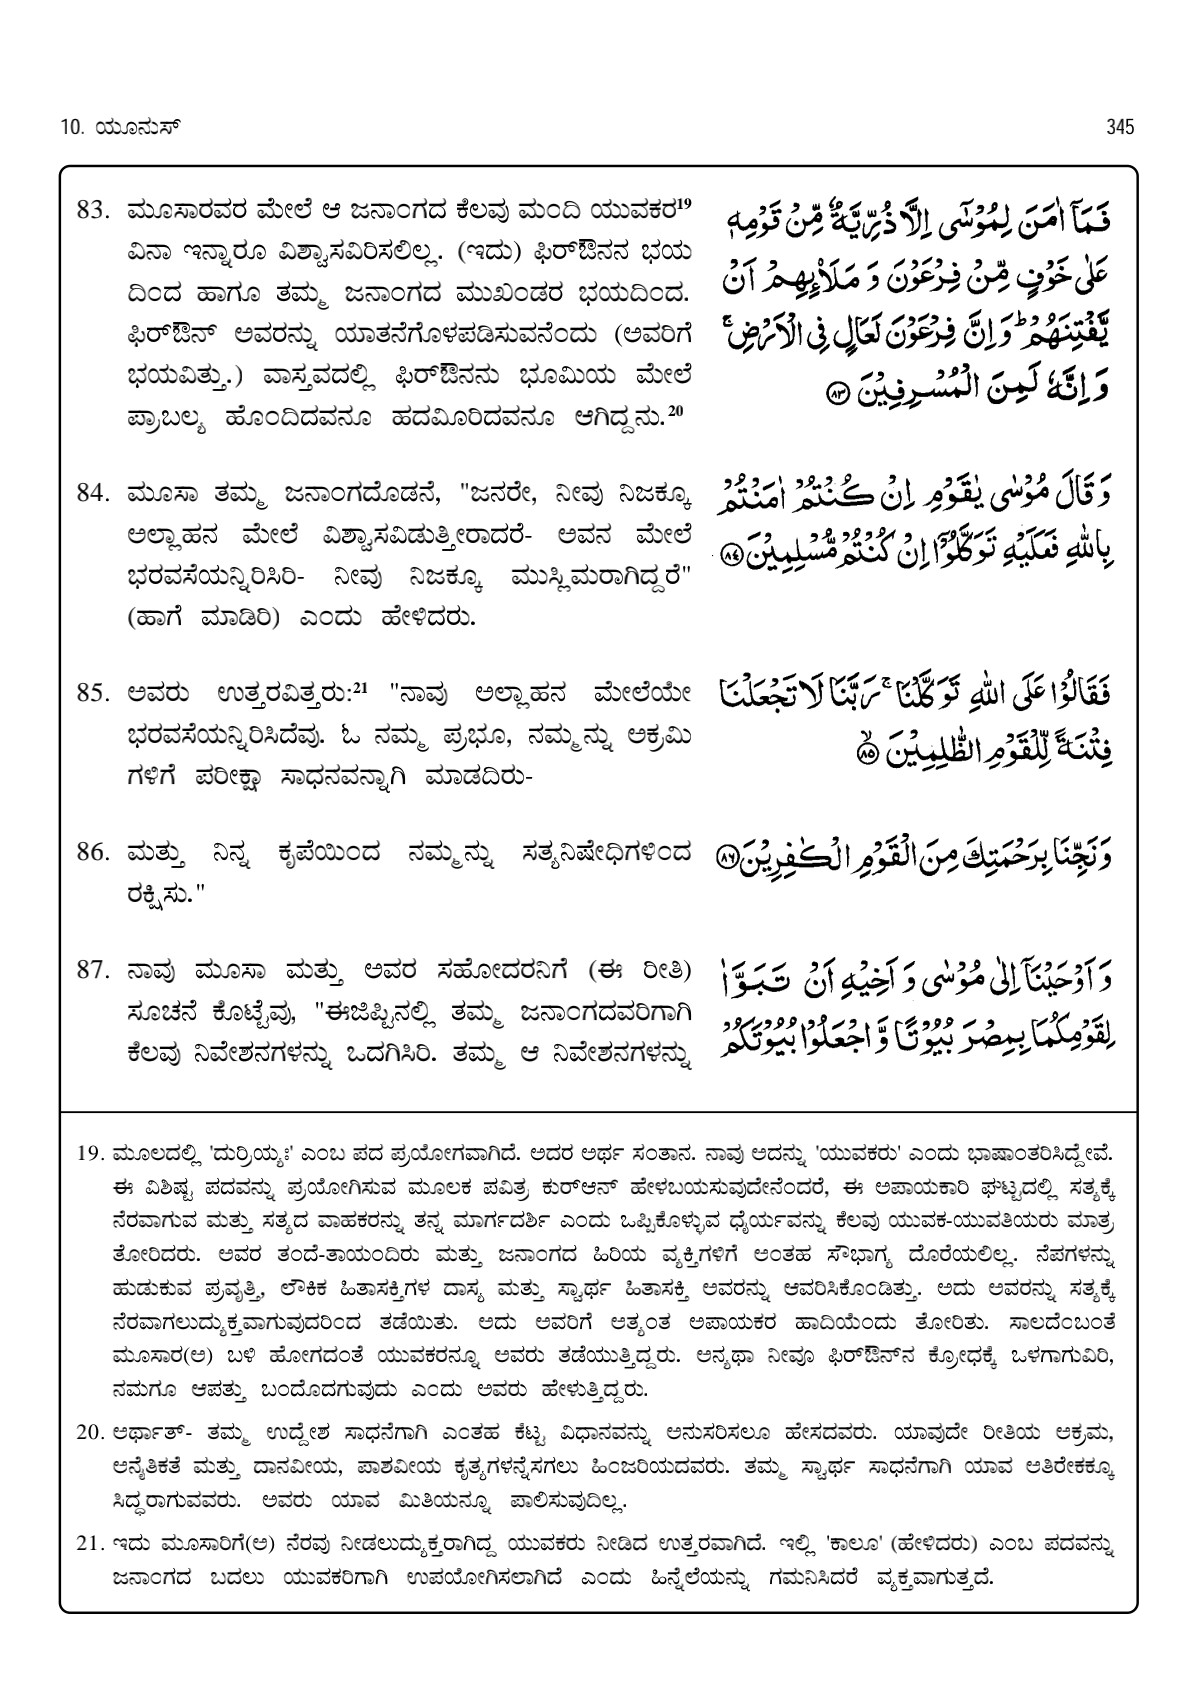 10. ಯೂನುಸ್
345
83. ಮೂಸಾರವರ ಮೇಲೆ ಆ ಜನಾಂಗದ ಕೆಲವು ಮಂದಿ ಯುವಕರ¹⁹
ವಿನಾ ಇನ್ನಾರೂ ವಿಶ್ವಾಸವಿರಿಸಲಿಲ್ಲ. (ಇದು) ಫಿರ್‌ಔನನ ಭಯ
ದಿಂದ ಹಾಗೂ ತಮ್ಮ ಜನಾಂಗದ ಮುಖಂಡರ ಭಯದಿಂದ.
ಫಿರ್‌ಔನ್ ಅವರನ್ನು ಯಾತನೆಗೊಳಪಡಿಸುವನೆಂದು (ಅವರಿಗೆ
ಭಯವಿತ್ತು.) ವಾಸ್ತವದಲ್ಲಿ ಫಿರ್‌ಔನನು ಭೂಮಿಯ ಮೇಲೆ
ಪ್ರಾಬಲ್ಯ ಹೊಂದಿದವನೂ ಹದಮೀರಿದವನೂ ಆಗಿದ್ದನು.²⁰
فَمَآ اٰمَنَ لِمُوْسٰٓى اِلَّا ذُرِّيَّةٌ مِّنْ قَوْمِهٖ
عَلٰى خَوْفٍ مِّنْ فِرْعَوْنَ وَ مَلَاۡئِهِمْ اَنْ
يَّفْتِنَهُمْ ؕ وَ اِنَّ فِرْعَوْنَ لَعَالٍ فِى الْاَرْضِ ۚ
وَ اِنَّهٗ لَمِنَ الْمُسْرِفِيْنَ ۝۸۳
84. ಮೂಸಾ ತಮ್ಮ ಜನಾಂಗದೊಡನೆ, "ಜನರೇ, ನೀವು ನಿಜಕ್ಕೂ
ಅಲ್ಲಾಹನ ಮೇಲೆ ವಿಶ್ವಾಸವಿಡುತ್ತೀರಾದರೆ- ಅವನ ಮೇಲೆ
ಭರವಸೆಯನ್ನಿರಿಸಿರಿ- ನೀವು ನಿಜಕ್ಕೂ ಮುಸ್ಲಿಮರಾಗಿದ್ದರೆ"
(ಹಾಗೆ ಮಾಡಿರಿ) ಎಂದು ಹೇಳಿದರು.
وَ قَالَ مُوْسٰى يٰقَوْمِ اِنْ كُنْتُمْ اٰمَنْتُمْ
بِاللّٰهِ فَعَلَيْهِ تَوَكَّلُوْۤا اِنْ كُنْتُمْ مُّسْلِمِيْنَ ۝۸۴
85. ಅವರು ಉತ್ತರವಿತ್ತರು:²¹ "ನಾವು ಅಲ್ಲಾಹನ ಮೇಲೆಯೇ
ಭರವಸೆಯನ್ನಿರಿಸಿದೆವು. ಓ ನಮ್ಮ ಪ್ರಭೂ, ನಮ್ಮನ್ನು ಅಕ್ರಮಿ
ಗಳಿಗೆ ಪರೀಕ್ಷಾ ಸಾಧನವನ್ನಾಗಿ ಮಾಡದಿರು-
فَقَالُوْا عَلَى اللّٰهِ تَوَكَّلْنَا ۚ رَبَّنَا لَا تَجْعَلْنَا
فِتْنَةً لِّلْقَوْمِ الظّٰلِمِيْنَ ۝۸۵
86. ಮತ್ತು ನಿನ್ನ ಕೃಪೆಯಿಂದ ನಮ್ಮನ್ನು ಸತ್ಯನಿಷೇಧಿಗಳಿಂದ
ರಕ್ಷಿಸು."
وَ نَجِّنَا بِرَحْمَتِكَ مِنَ الْقَوْمِ الْكٰفِرِيْنَ ۝۸۶
87. ನಾವು ಮೂಸಾ ಮತ್ತು ಅವರ ಸಹೋದರನಿಗೆ (ಈ ರೀತಿ)
ಸೂಚನೆ ಕೊಟ್ಟೆವು, "ಈಜಿಪ್ಟಿನಲ್ಲಿ ತಮ್ಮ ಜನಾಂಗದವರಿಗಾಗಿ
ಕೆಲವು ನಿವೇಶನಗಳನ್ನು ಒದಗಿಸಿರಿ. ತಮ್ಮ ಆ ನಿವೇಶನಗಳನ್ನು
وَ اَوْحَيْنَاۤ اِلٰى مُوْسٰى وَ اَخِيْهِ اَنْ تَبَوَّاٰ
لِقَوْمِكُمَا بِمِصْرَ بُيُوْتًا وَّ اجْعَلُوْا بُيُوْتَكُمْ
19. ಮೂಲದಲ್ಲಿ 'ದುರ್ರಿಯ್ಯಃ' ಎಂಬ ಪದ ಪ್ರಯೋಗವಾಗಿದೆ. ಅದರ ಅರ್ಥ ಸಂತಾನ. ನಾವು ಅದನ್ನು 'ಯುವಕರು' ಎಂದು ಭಾಷಾಂತರಿಸಿದ್ದೇವೆ.
ಈ ವಿಶಿಷ್ಟ ಪದವನ್ನು ಪ್ರಯೋಗಿಸುವ ಮೂಲಕ ಪವಿತ್ರ ಕುರ್‌ಆನ್ ಹೇಳಬಯಸುವುದೇನೆಂದರೆ, ಈ ಅಪಾಯಕಾರಿ ಘಟ್ಟದಲ್ಲಿ ಸತ್ಯಕ್ಕೆ
ನೆರವಾಗುವ ಮತ್ತು ಸತ್ಯದ ವಾಹಕರನ್ನು ತನ್ನ ಮಾರ್ಗದರ್ಶಿ ಎಂದು ಒಪ್ಪಿಕೊಳ್ಳುವ ಧೈರ್ಯವನ್ನು ಕೆಲವು ಯುವಕ-ಯುವತಿಯರು ಮಾತ್ರ
ತೋರಿದರು. ಅವರ ತಂದೆ-ತಾಯಂದಿರು ಮತ್ತು ಜನಾಂಗದ ಹಿರಿಯ ವ್ಯಕ್ತಿಗಳಿಗೆ ಅಂತಹ ಸೌಭಾಗ್ಯ ದೊರೆಯಲಿಲ್ಲ. ನೆಪಗಳನ್ನು
ಹುಡುಕುವ ಪ್ರವೃತ್ತಿ, ಲೌಕಿಕ ಹಿತಾಸಕ್ತಿಗಳ ದಾಸ್ಯ ಮತ್ತು ಸ್ವಾರ್ಥ ಹಿತಾಸಕ್ತಿ ಅವರನ್ನು ಆವರಿಸಿಕೊಂಡಿತ್ತು. ಅದು ಅವರನ್ನು ಸತ್ಯಕ್ಕೆ
ನೆರವಾಗಲುದ್ಯುಕ್ತವಾಗುವುದರಿಂದ ತಡೆಯಿತು. ಅದು ಅವರಿಗೆ ಅತ್ಯಂತ ಅಪಾಯಕರ ಹಾದಿಯೆಂದು ತೋರಿತು. ಸಾಲದೆಂಬಂತೆ
ಮೂಸಾರ(ಅ) ಬಳಿ ಹೋಗದಂತೆ ಯುವಕರನ್ನೂ ಅವರು ತಡೆಯುತ್ತಿದ್ದರು. ಅನ್ಯಥಾ ನೀವೂ ಫಿರ್‌ಔನ್‌ನ ಕ್ರೋಧಕ್ಕೆ ಒಳಗಾಗುವಿರಿ,
ನಮಗೂ ಆಪತ್ತು ಬಂದೊದಗುವುದು ಎಂದು ಅವರು ಹೇಳುತ್ತಿದ್ದರು.
20. ಅರ್ಥಾತ್- ತಮ್ಮ ಉದ್ದೇಶ ಸಾಧನೆಗಾಗಿ ಎಂತಹ ಕೆಟ್ಟ ವಿಧಾನವನ್ನು ಅನುಸರಿಸಲೂ ಹೇಸದವರು. ಯಾವುದೇ ರೀತಿಯ ಅಕ್ರಮ,
ಅನೈತಿಕತೆ ಮತ್ತು ದಾನವೀಯ, ಪಾಶವೀಯ ಕೃತ್ಯಗಳನ್ನೆಸಗಲು ಹಿಂಜರಿಯದವರು. ತಮ್ಮ ಸ್ವಾರ್ಥ ಸಾಧನೆಗಾಗಿ ಯಾವ ಅತಿರೇಕಕ್ಕೂ
ಸಿದ್ಧರಾಗುವವರು. ಅವರು ಯಾವ ಮಿತಿಯನ್ನೂ ಪಾಲಿಸುವುದಿಲ್ಲ.
21. ಇದು ಮೂಸಾರಿಗೆ(ಅ) ನೆರವು ನೀಡಲುದ್ಯುಕ್ತರಾಗಿದ್ದ ಯುವಕರು ನೀಡಿದ ಉತ್ತರವಾಗಿದೆ. ಇಲ್ಲಿ 'ಕಾಲೂ' (ಹೇಳಿದರು) ಎಂಬ ಪದವನ್ನು
ಜನಾಂಗದ ಬದಲು ಯುವಕರಿಗಾಗಿ ಉಪಯೋಗಿಸಲಾಗಿದೆ ಎಂದು ಹಿನ್ನೆಲೆಯನ್ನು ಗಮನಿಸಿದರೆ ವ್ಯಕ್ತವಾಗುತ್ತದೆ.